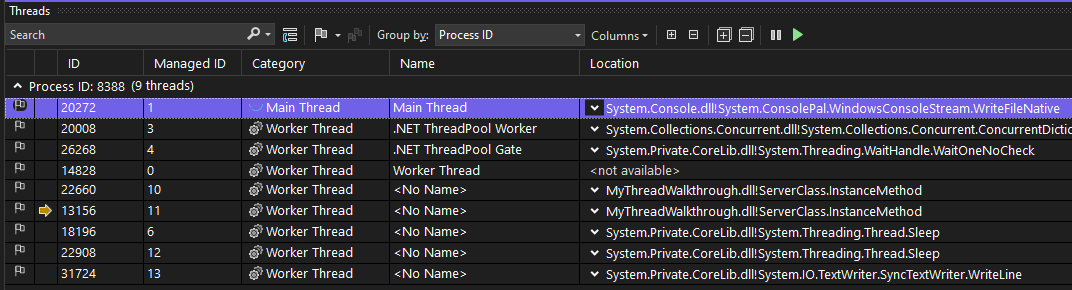 Threads
Search Group by: Process ID Columns
ID Managed ID Category Name Location
Process ID: 8388 (9 threads)
20272 1 Main Thread Main Thread System.Console.dll!System.ConsolePal.WindowsConsoleStream.WriteFileNative
20008 3 Worker Thread .NET ThreadPool Worker System.Collections.Concurrent.dll!System.Collections.Concurrent.ConcurrentDictio
26268 4 Worker Thread .NET ThreadPool Gate System.Private.CoreLib.dll!System.Threading.WaitHandle.WaitOneNoCheck
14828 0 Worker Thread Worker Thread <not available>
22660 10 Worker Thread <No Name> MyThreadWalkthrough.dll!ServerClass.InstanceMethod
13156 11 Worker Thread <No Name> MyThreadWalkthrough.dll!ServerClass.InstanceMethod
18196 6 Worker Thread <No Name> System.Private.CoreLib.dll!System.Threading.Thread.Sleep
22908 12 Worker Thread <No Name> System.Private.CoreLib.dll!System.Threading.Thread.Sleep
31724 13 Worker Thread <No Name> System.Private.CoreLib.dll!System.IO.TextWriter.SyncTextWriter.WriteLine